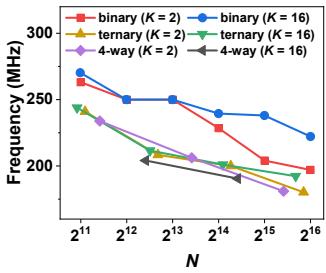 binary (K = 2) binary (K = 16)
ternary (K = 2) ternary (K = 16)
4-way (K = 2) 4-way (K = 16)
Frequency (MHz)
300
250
200
2^11 2^12 2^13 2^14 2^15 2^16
N